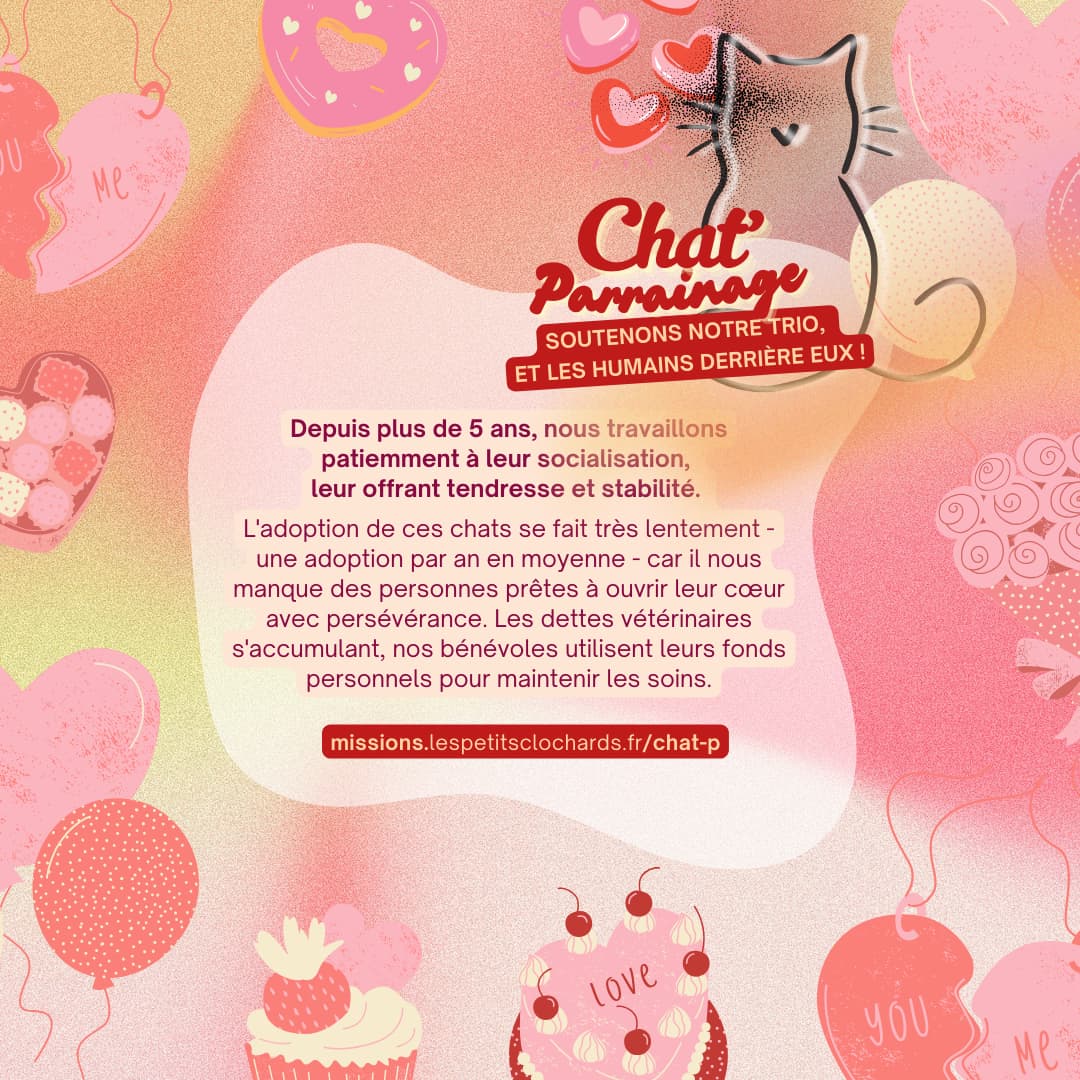 YOU
ME
Chat'
Parrainage
SOUTENONS NOTRE TRIO,
ET LES HUMAINS DERRIÈRE EUX !
Depuis plus de 5 ans, nous travaillons
patiemment à leur socialisation,
leur offrant tendresse et stabilité.
L'adoption de ces chats se fait très lentement -
une adoption par an en moyenne - car il nous
manque des personnes prêtes à ouvrir leur cœur
avec persévérance. Les dettes vétérinaires
s'accumulant, nos bénévoles utilisent leurs fonds
personnels pour maintenir les soins.
missions.lespetitsclochards.fr/chat-p
LOVE
YOU
ME